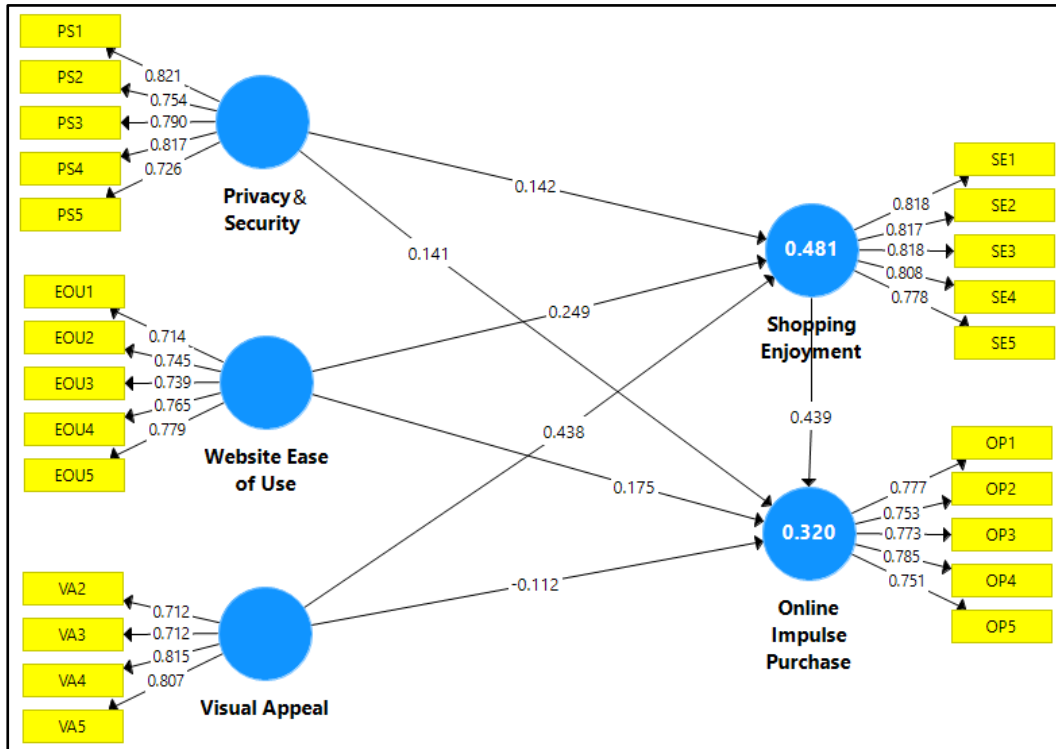 PS1
PS2
PS3
PS4
PS5
0.821
0.754
0.790
0.817
0.726
Privacy&
Security
EOU1
EOU2
EOU3
EOU4
EOU5
0.714
0.745
0.739
0.765
0.779
Website Ease
of Use
VA2
VA3
VA4
VA5
0.712
0.712
0.815
0.807
Visual Appeal
0.142
0.141
0.249
0.438
0.175
-0.112
0.439
0.481
Shopping
Enjoyment
0.818
0.817
0.818
0.808
0.778
SE1
SE2
SE3
SE4
SE5
0.320
Online
Impulse
Purchase
0.777
0.753
0.773
0.785
0.751
OP1
OP2
OP3
OP4
OP5